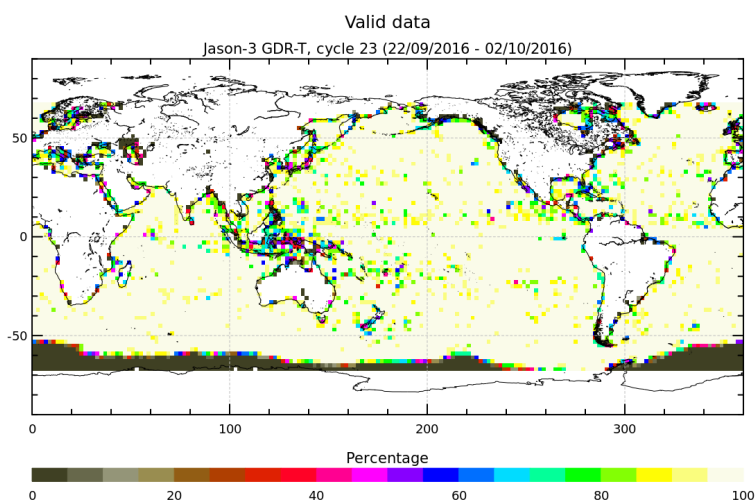 Valid data
Jason-3 GDR-T, cycle 23 (22/09/2016 - 02/10/2016)
50
0
-50
0 100 200 300
Percentage
0 20 40 60 80 100